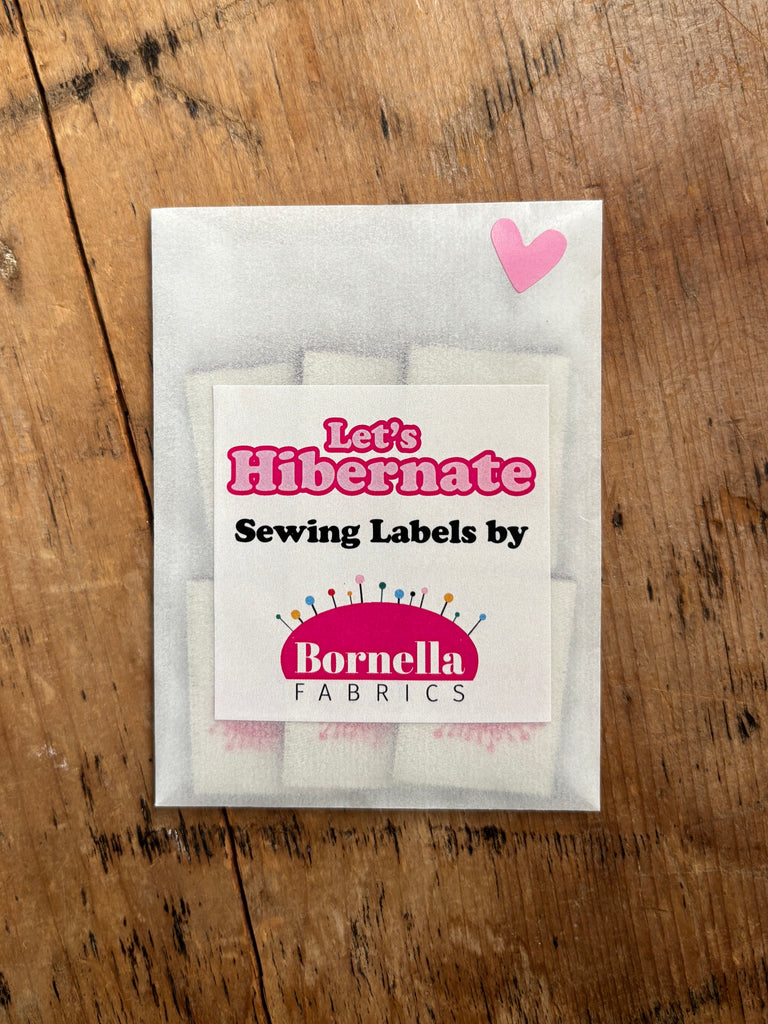 Let's
Hibernate
Sewing Labels by
Bornella
FABRICS